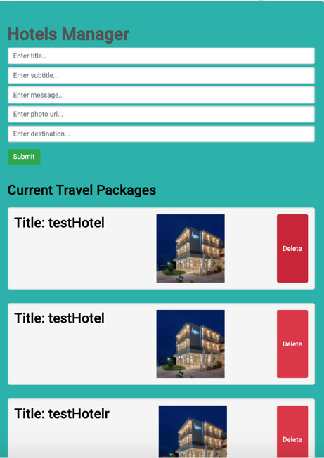 Hotels Manager
Enter title...
Enter subtitle...
Enter message...
Enter photo url...
Enter destination...
Submit
Current Travel Packages
Title: testHotel
Delete
Title: testHotel
Delete
Title: testHotelr
Delete